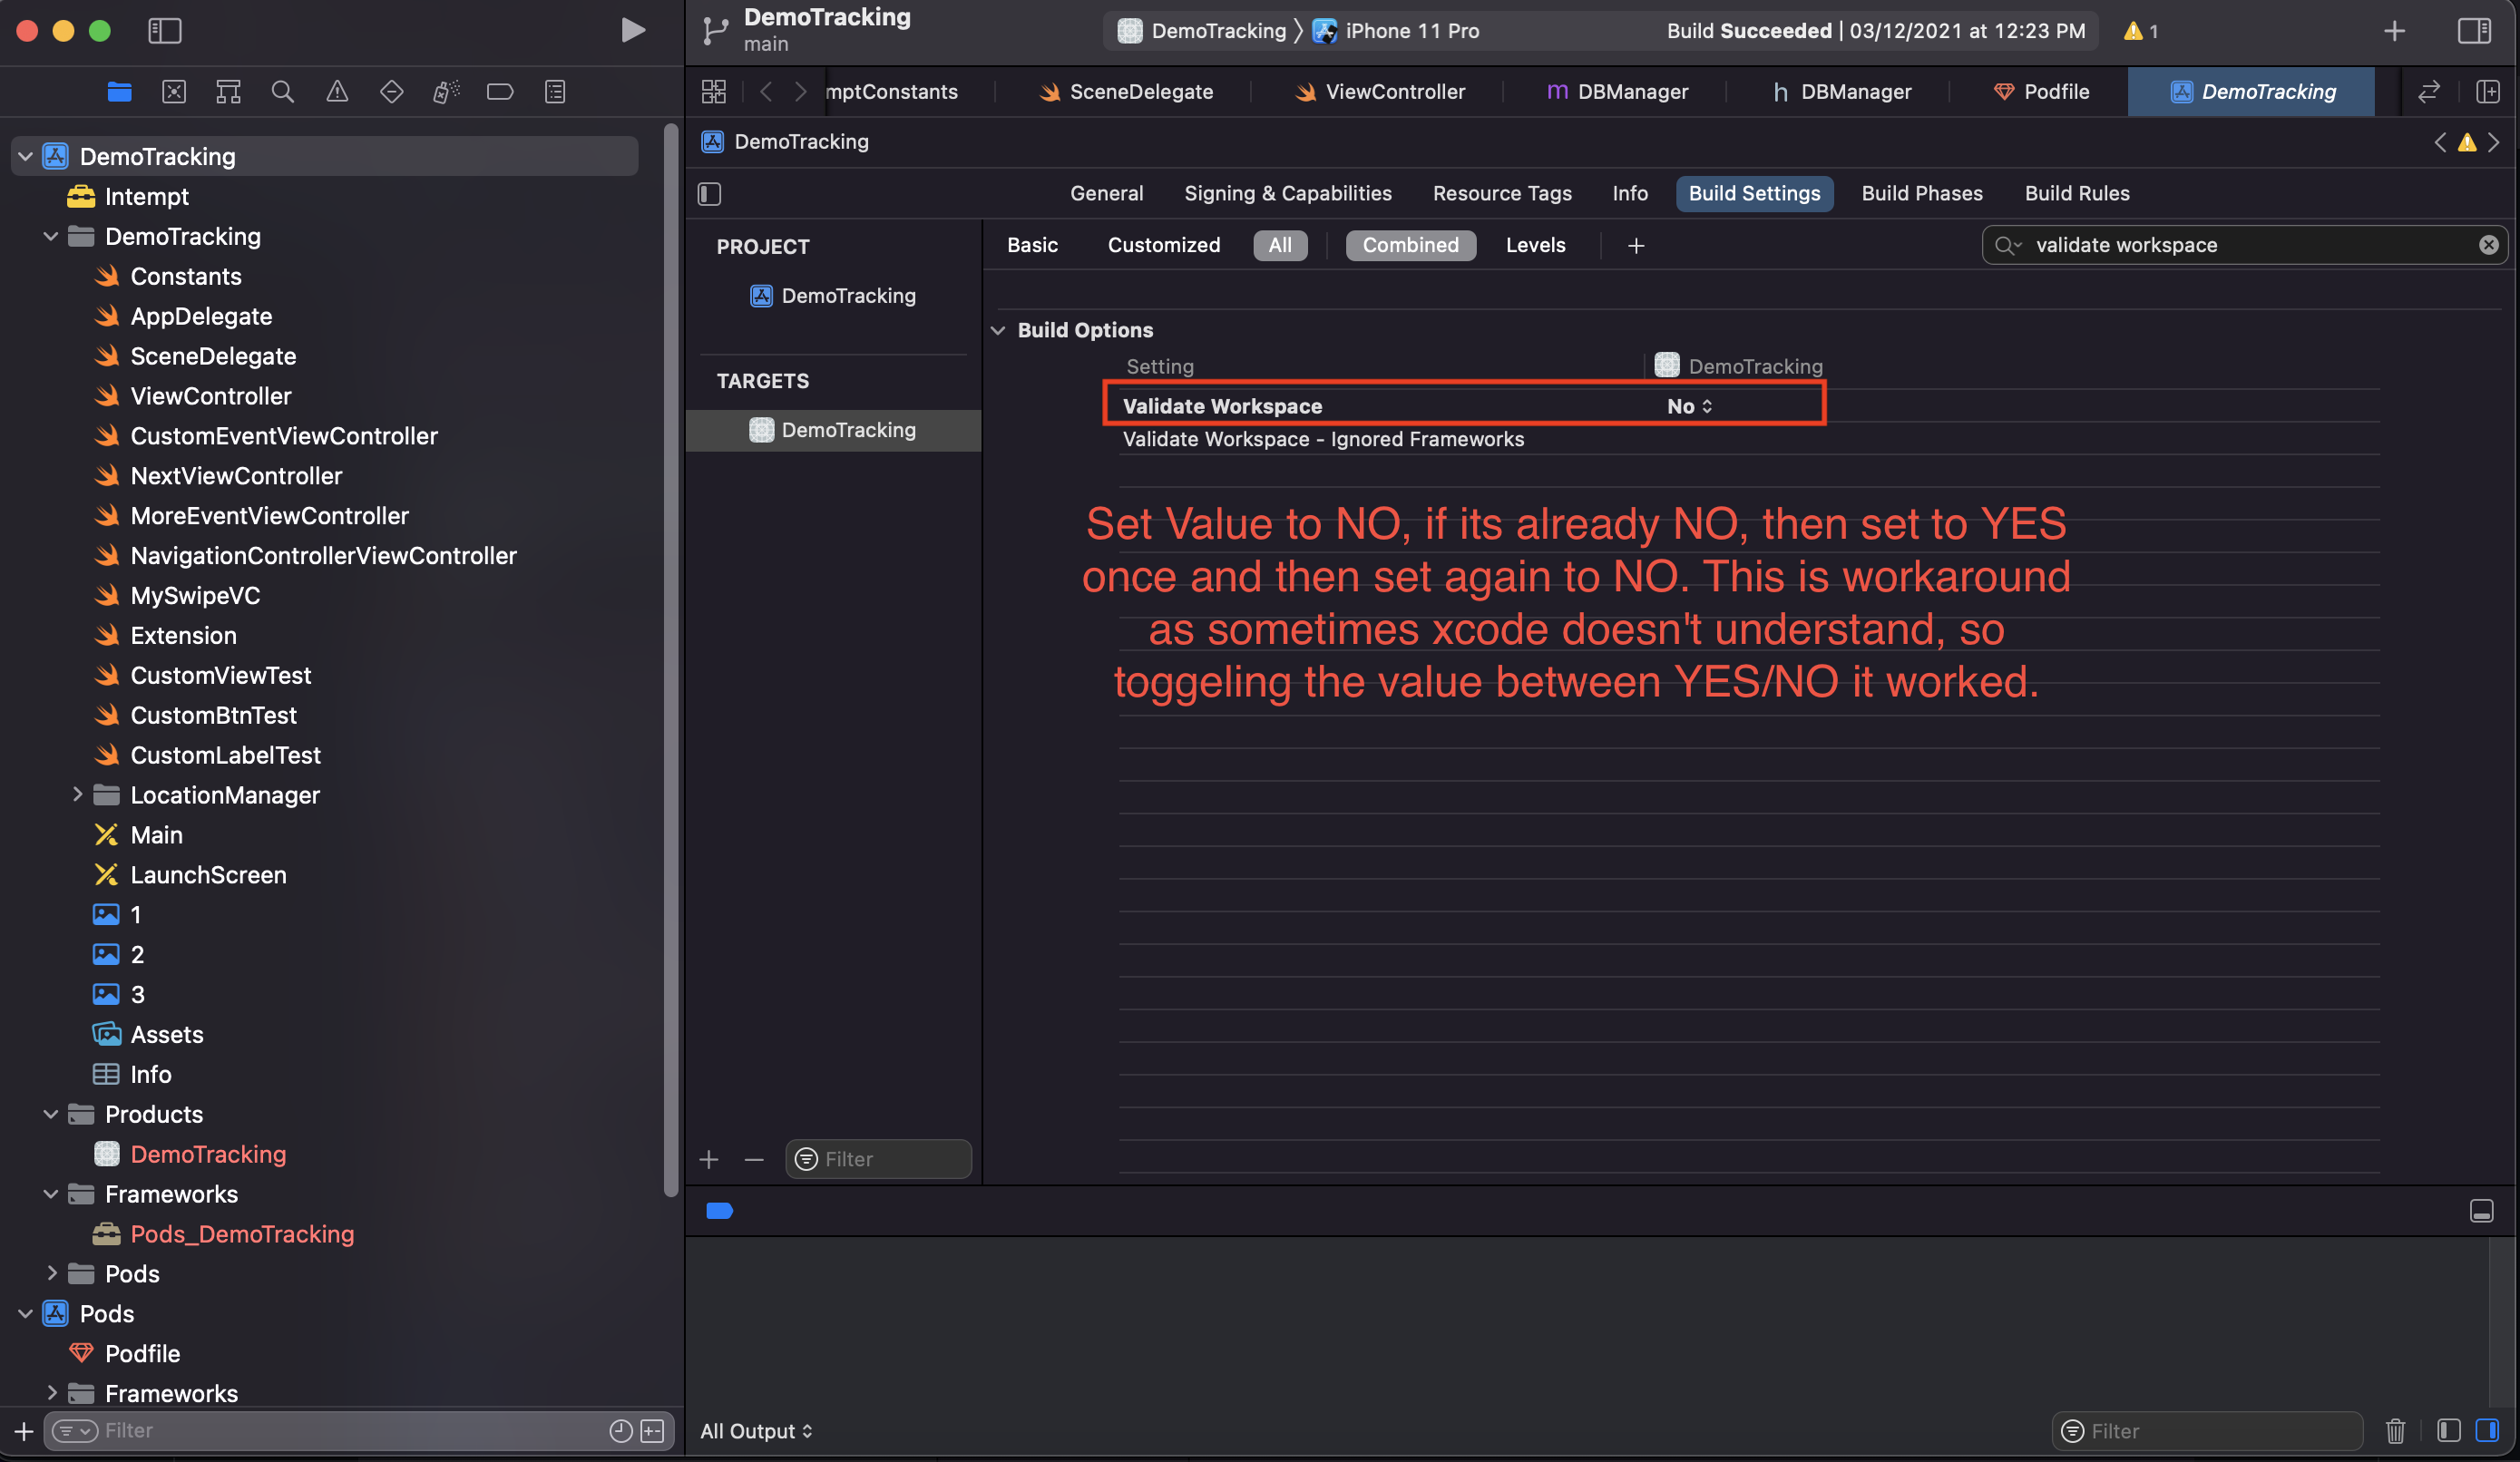 DemoTracking
main
DemoTracking
iPhone 11 Pro
Build Succeeded | 03/12/2021 at 12:23 PM
1
mptConstants
SceneDelegate
ViewController
m DBManager
h DBManager
Podfile
DemoTracking
DemoTracking
General
Signing & Capabilities
Resource Tags
Info
Build Settings
Build Phases
Build Rules
DemoTracking
Intempt
DemoTracking
Constants
AppDelegate
SceneDelegate
ViewController
CustomEventViewController
NextViewController
MoreEventViewController
NavigationControllerViewController
MySwipeVC
Extension
CustomViewTest
CustomBtnTest
CustomLabelTest
LocationManager
Main
LaunchScreen
1
2
3
Assets
Info
Products
DemoTracking
Frameworks
Pods_DemoTracking
Pods
Pods
Podfile
Frameworks
Filter
PROJECT
DemoTracking
TARGETS
DemoTracking
Filter
Basic
Customized
All
Combined
Levels
validate workspace
Build Options
Setting
DemoTracking
Validate Workspace
No
Validate Workspace - Ignored Frameworks
Set Value to NO, if its already NO, then set to YES
once and then set again to NO. This is workaround
as sometimes xcode doesn't understand, so
toggeling the value between YES/NO it worked.
All Output
Filter